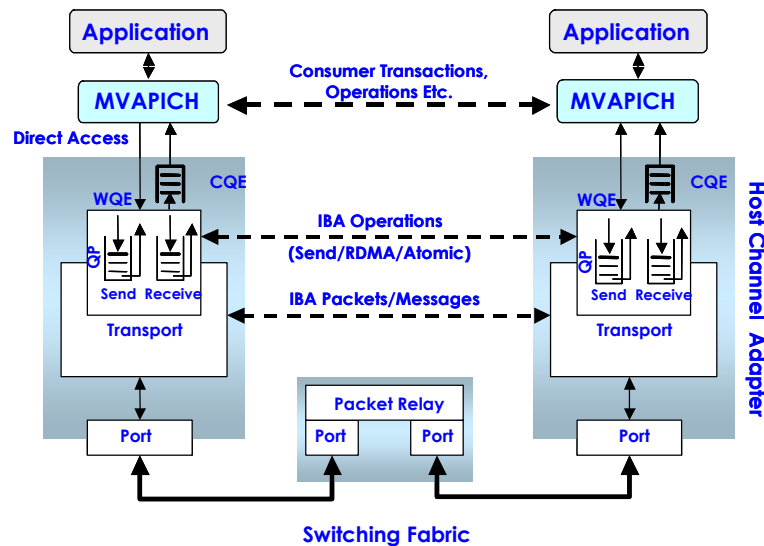 Application
Application
Consumer Transactions,
Operations Etc.
MVAPICH
MVAPICH
Direct Access
CQE
CQE
WQE
WQE
IBA Operations
(Send/RDMA/Atomic)
QP
QP
Send Receive
Send Receive
IBA Packets/Messages
Transport
Transport
Host Channel Adapter
Packet Relay
Port
Port
Port
Port
Switching Fabric